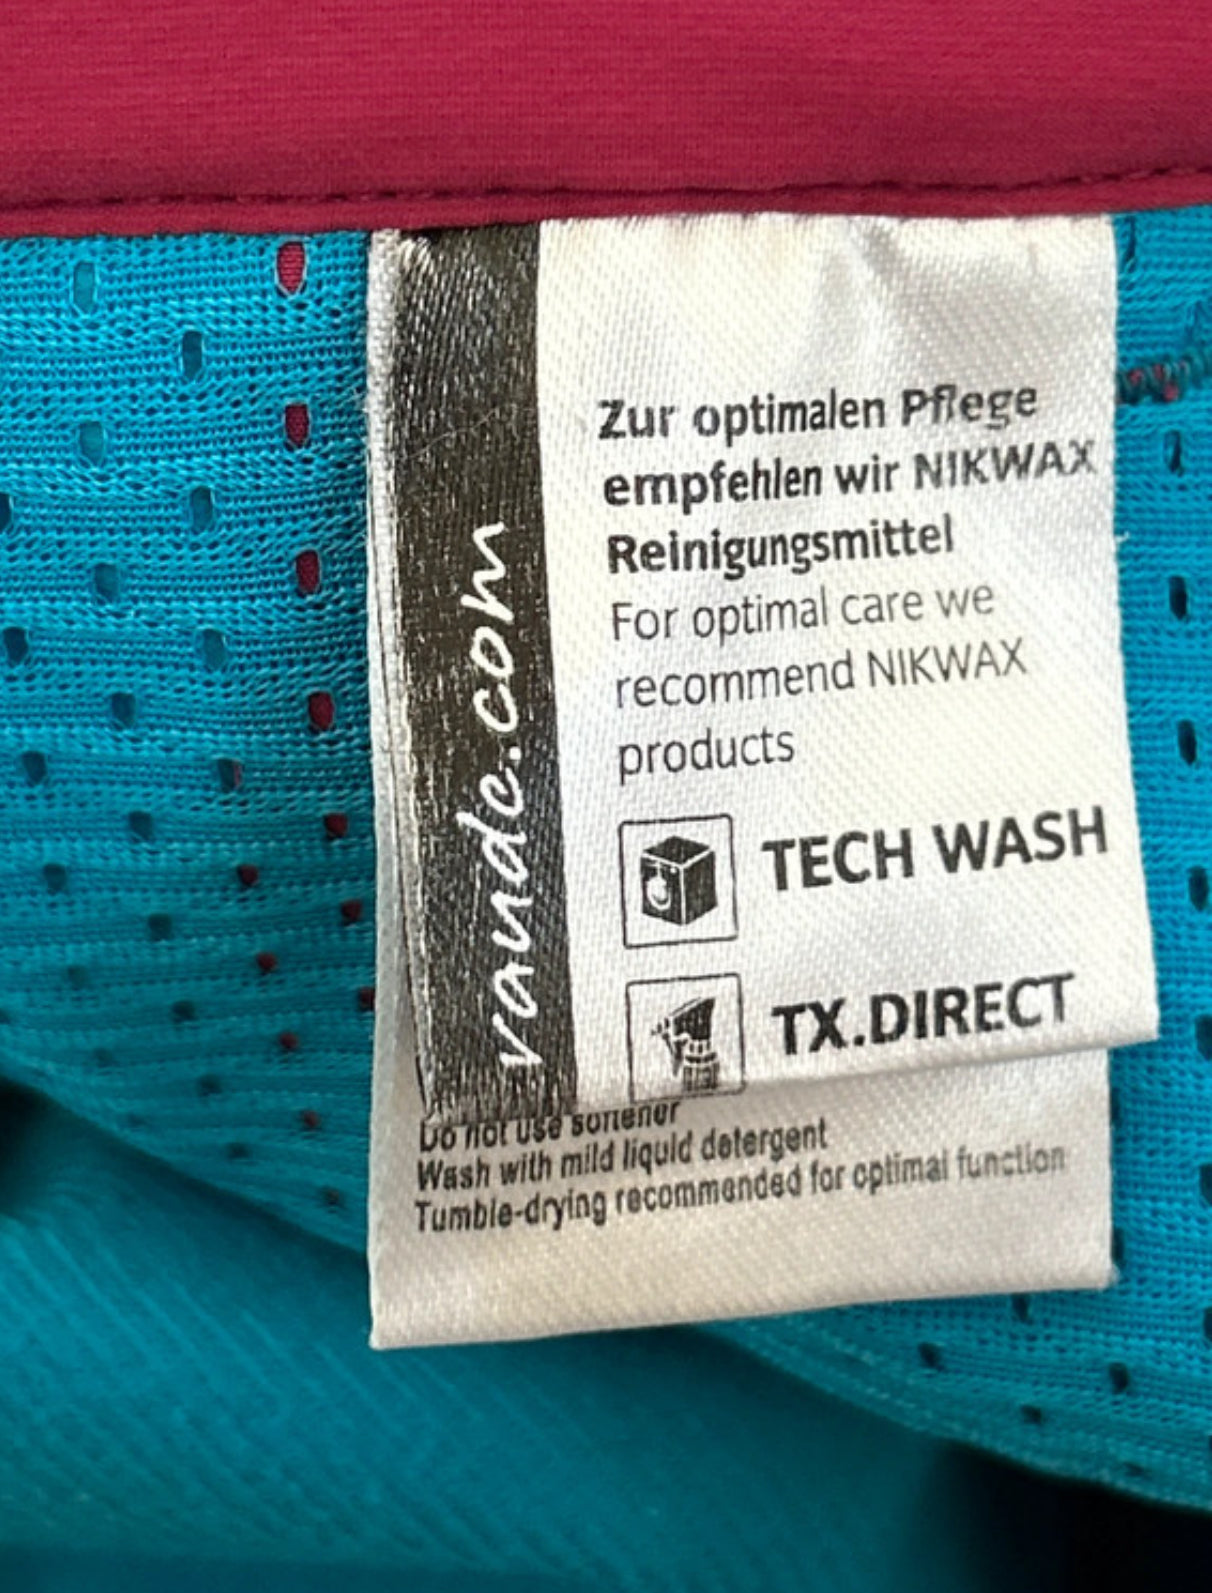 vaude.com
Zur optimalen Pflege
empfehlen wir NIKWAX
Reinigungsmittel
For optimal care we
recommend NIKWAX
products
TECH WASH
TX.DIRECT
Do not use softener
Wash with mild liquid detergent
Tumble-drying recommended for optimal function